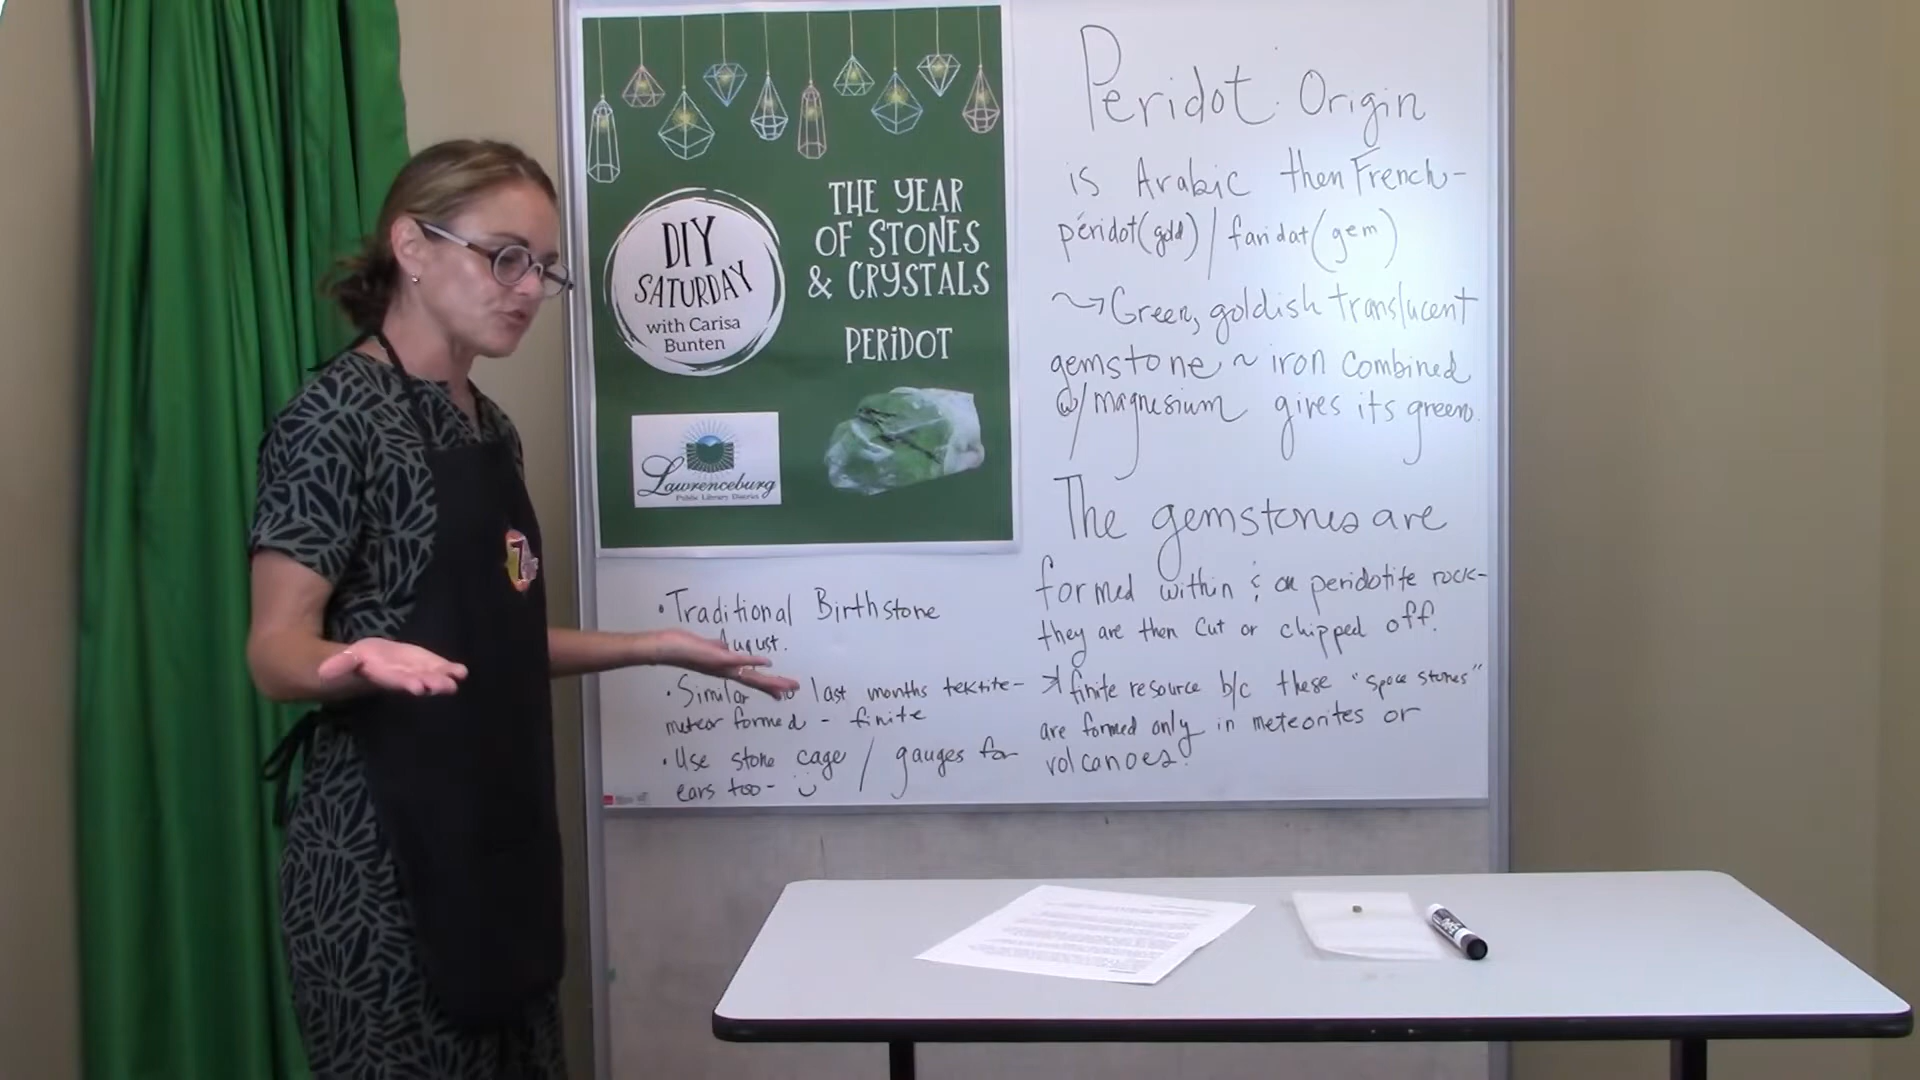 DIY
SATURDAY
with Carisa
Bunten
THE YEAR
OF STONES
& CRYSTALS
PERIDOT
Lawrenceburg
Public Library District
Peridot Origin
is Arabic then French-
péridot(gold) / faridat(gem)
~→ Green, goldish translucent
gemstone ~ iron combined
w/magnesium gives its green.
The gemstones are
formed within & on peridotite rock-
they are then cut or chipped off.
finite resource b/c these "space stones"
are formed only in meteorites or
volcanoes.
• Traditional Birthstone
August.
• Similar to last months tektite-
meteor formed - finite
• Use stone cage / gauges for
ears too-